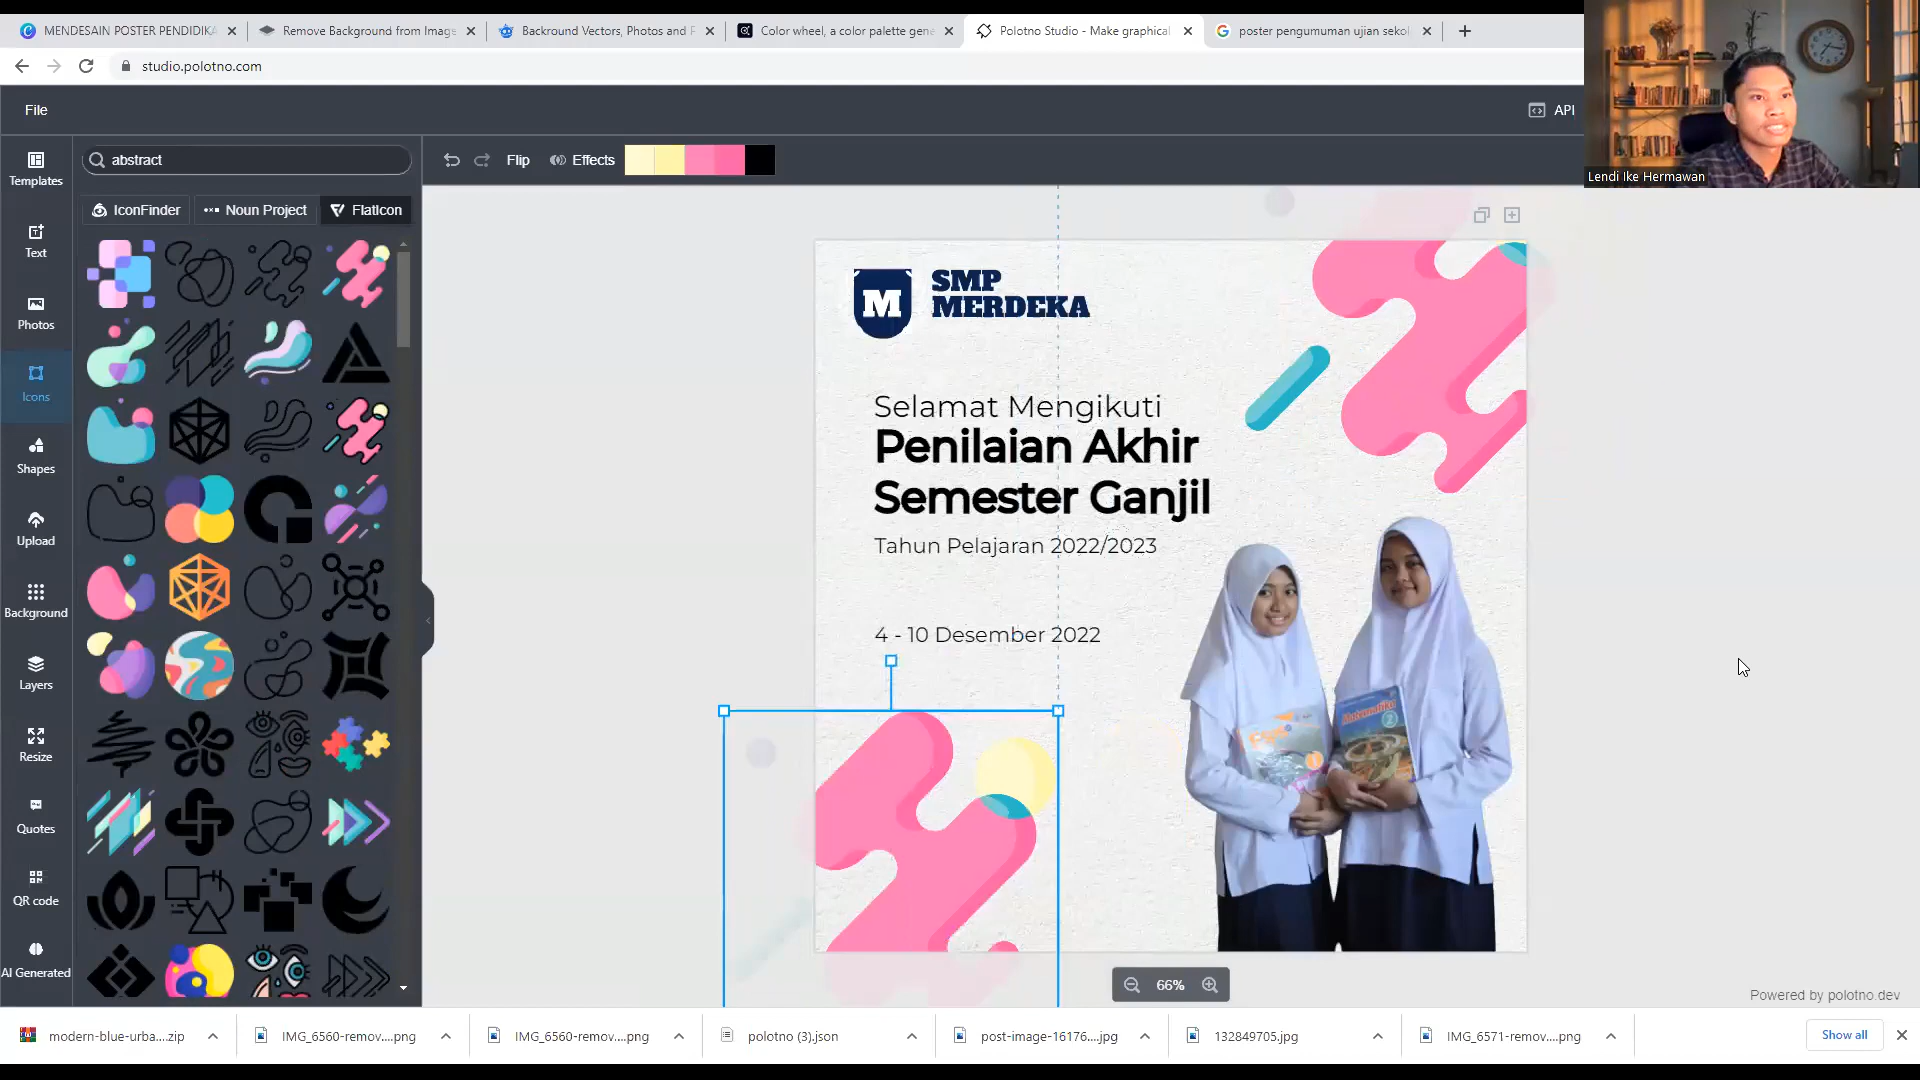 MENDESAIN POSTER PENDIDIKA
Remove Background from Image
Backround Vectors, Photos and F
Color wheel, a color palette gene
Polotno Studio - Make graphical
poster pengumuman ujian sekol
studio.polotno.com
File
API
Lendi Ike Hermawan
abstract
Flip
Effects
IconFinder
Noun Project
FlatIcon
Templates
Text
Photos
Icons
Shapes
Upload
Background
Layers
Resize
Quotes
QR code
AI Generated
M
SMP
MERDEKA
Selamat Mengikuti
Penilaian Akhir
Semester Ganjil
Tahun Pelajaran 2022/2023
4 - 10 Desember 2022
Matematika
2
66%
Powered by polotno.dev
modern-blue-urba....zip
IMG_6560-remov....png
IMG_6560-remov....png
polotno (3).json
post-image-16176....jpg
132849705.jpg
IMG_6571-remov....png
Show all